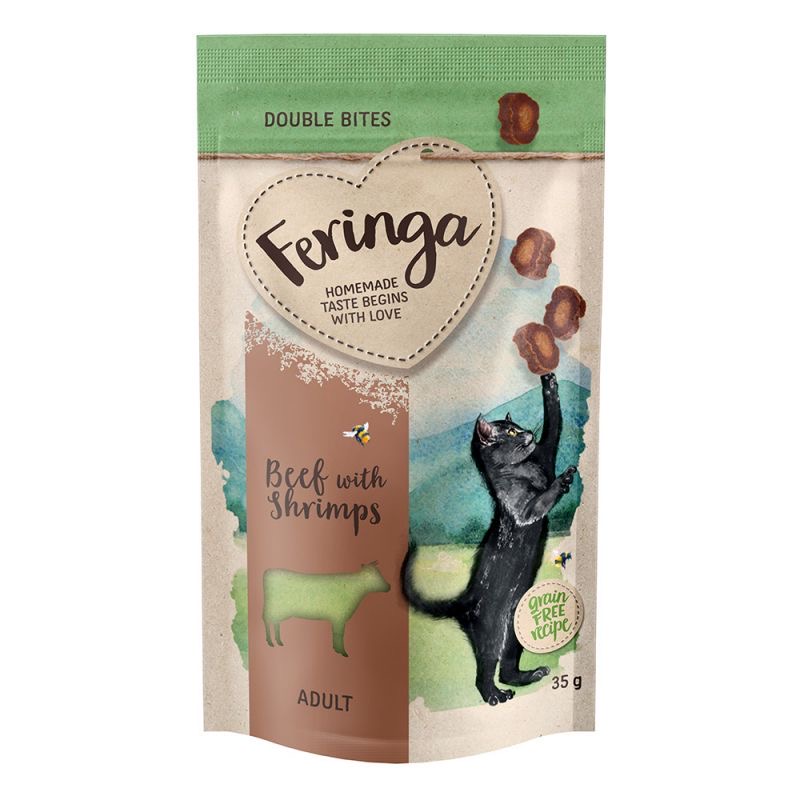 DOUBLE BITES
Feringa
HOMEMADE
TASTE BEGINS
WITH LOVE
Beef with
Shrimps
grain
FREE
recipe
35 g
ADULT